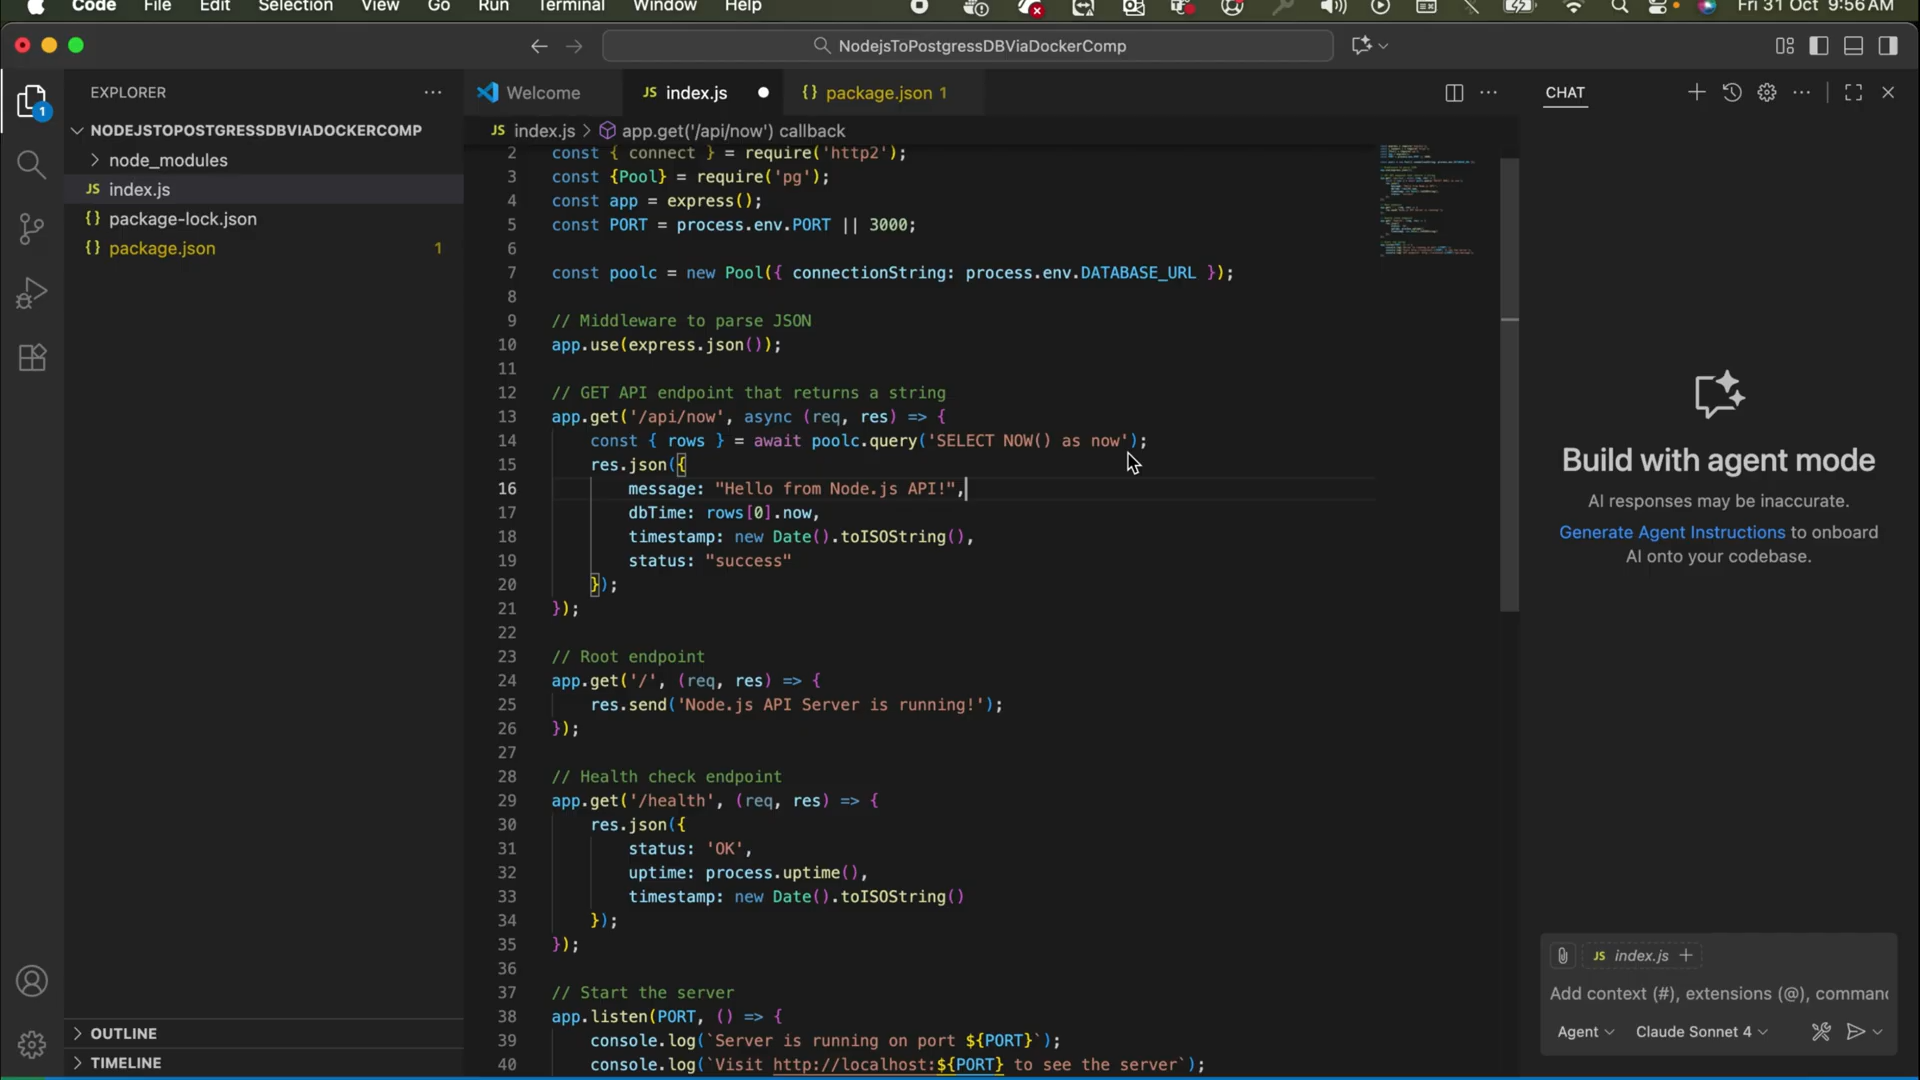 Code File Edit Selection View Go Run Terminal Window Help Fri 31 Oct 9:56 AM
NodejsToPostgressDBViaDockerComp
EXPLORER
NODEJSTOPOSTGRESSDBVIADOCKERCOMP
node_modules
JS index.js
{} package-lock.json
{} package.json 1
OUTLINE
TIMELINE
1
Welcome JS index.js {} package.json 1
JS index.js > app.get('/api/now') callback
2 const { connect } = require('http2');
3 const {Pool} = require('pg');
4 const app = express();
5 const PORT = process.env.PORT || 3000;
6
7 const poolc = new Pool({ connectionString: process.env.DATABASE_URL });
8
9 // Middleware to parse JSON
10 app.use(express.json());
11
12 // GET API endpoint that returns a string
13 app.get('/api/now', async (req, res) => {
14 const { rows } = await poolc.query('SELECT NOW() as now');
15 res.json({
16 message: "Hello from Node.js API!",
17 dbTime: rows[0].now,
18 timestamp: new Date().toISOString(),
19 status: "success"
20 });
21 });
22
23 // Root endpoint
24 app.get('/', (req, res) => {
25 res.send('Node.js API Server is running!');
26 });
27
28 // Health check endpoint
29 app.get('/health', (req, res) => {
30 res.json({
31 status: 'OK',
32 uptime: process.uptime(),
33 timestamp: new Date().toISOString()
34 });
35 });
36
37 // Start the server
38 app.listen(PORT, () => {
39 console.log(`Server is running on port ${PORT}`);
40 console.log(`Visit http://localhost:${PORT} to see the server`);
CHAT
Build with agent mode
AI responses may be inaccurate.
Generate Agent Instructions to onboard
AI onto your codebase.
JS index.js +
Add context (#), extensions (@), command
Agent Claude Sonnet 4